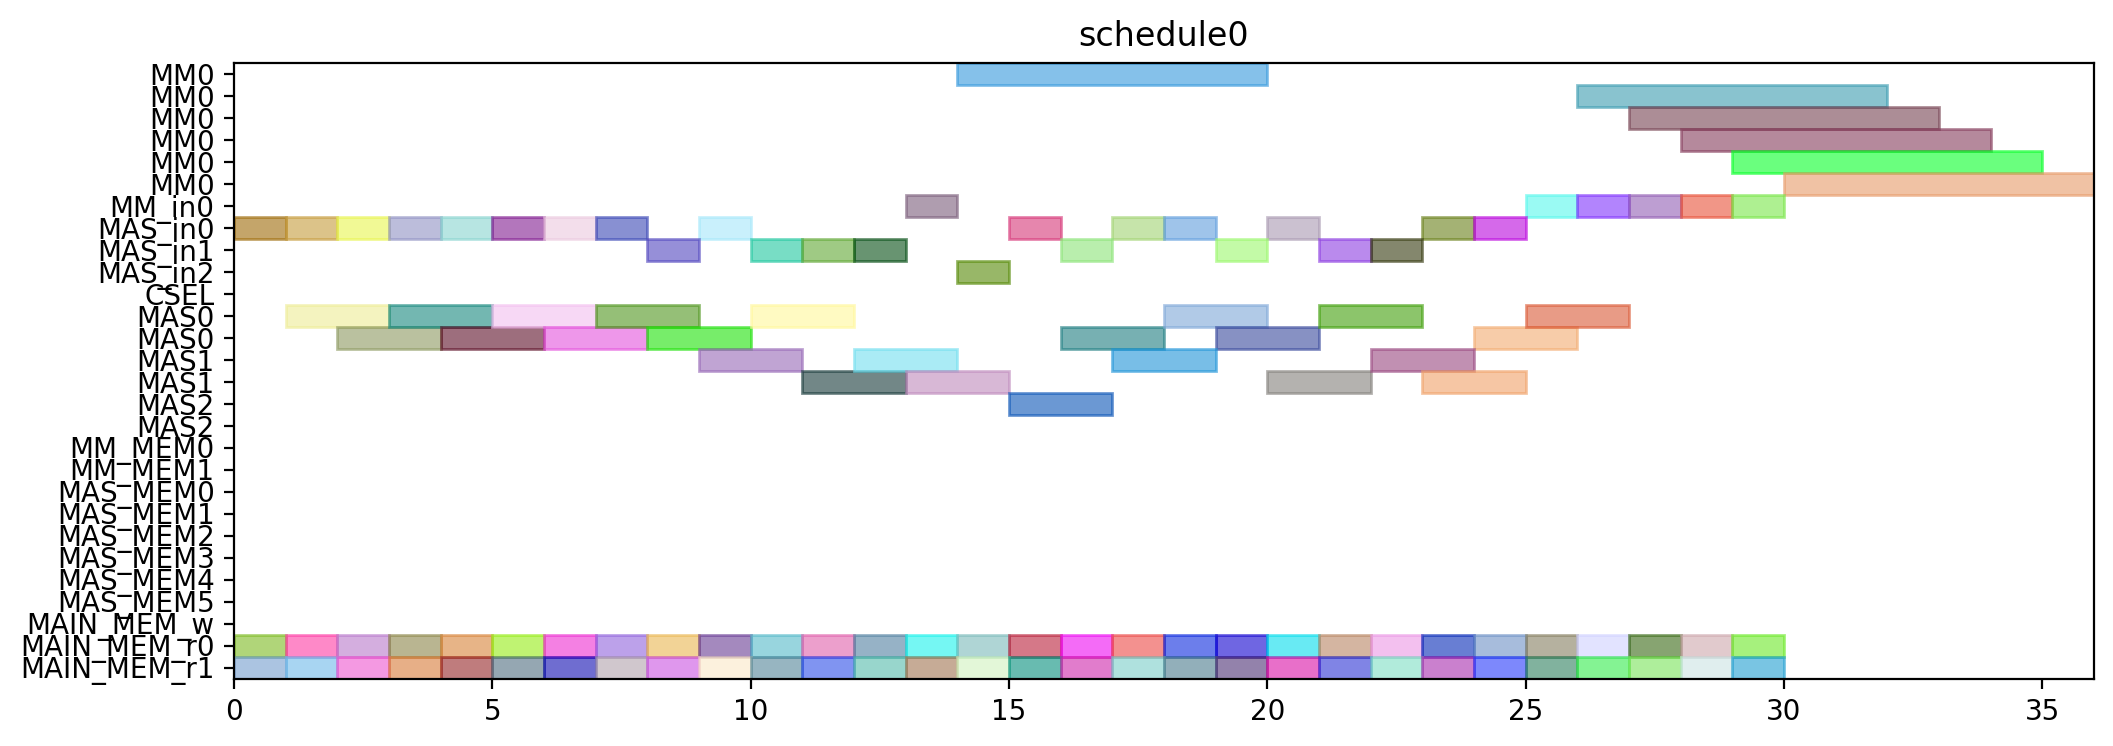 schedule0
MM0
MM0
MM0
MM0
MM0
MM0
MM_in0
MAS_in0
MAS_in1
MAS_in2
CSEL
MAS0
MAS0
MAS1
MAS1
MAS2
MAS2
MM_MEM0
MM_MEM1
MAS_MEM0
MAS_MEM1
MAS_MEM2
MAS_MEM3
MAS_MEM4
MAS_MEM5
MAIN_MEM_w
MAIN_MEM_r0
MAIN_MEM_r1
0 5 10 15 20 25 30 35